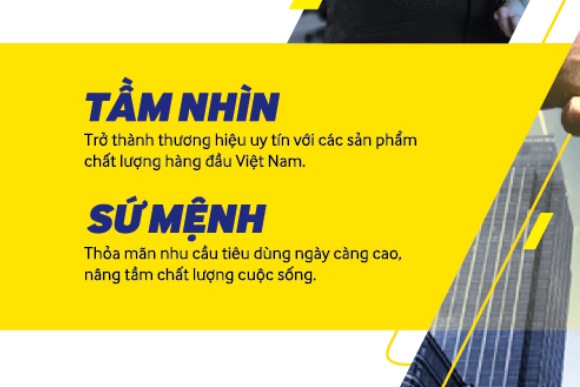 TẦM NHÌN
Trở thành thương hiệu uy tín với các sản phẩm
chất lượng hàng đầu Việt Nam.
SỨ MỆNH
Thỏa mãn nhu cầu tiêu dùng ngày càng cao,
nâng tầm chất lượng cuộc sống.